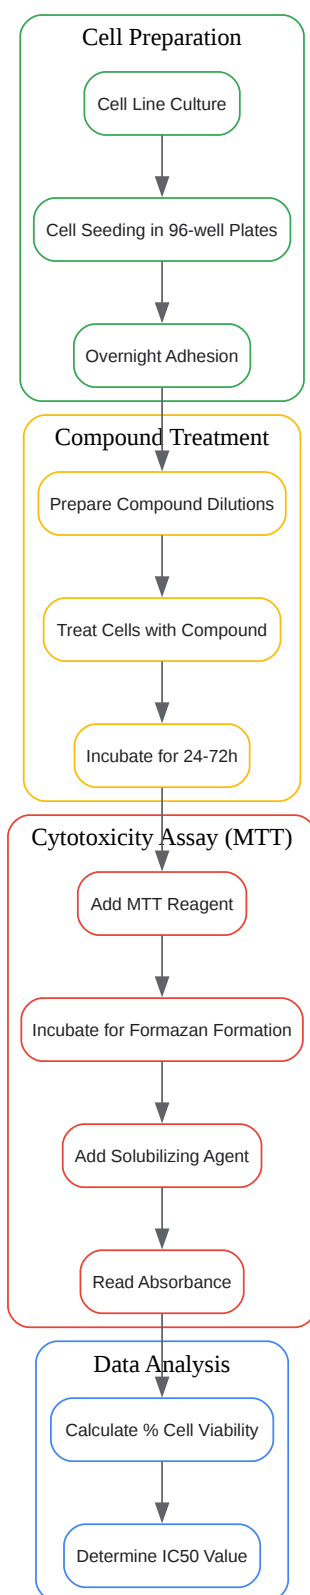 Cell Preparation
Cell Line Culture
Cell Seeding in 96-well Plates
Overnight Adhesion
Compound Treatment
Prepare Compound Dilutions
Treat Cells with Compound
Incubate for 24-72h
Cytotoxicity Assay (MTT)
Add MTT Reagent
Incubate for Formazan Formation
Add Solubilizing Agent
Read Absorbance
Data Analysis
Calculate % Cell Viability
Determine IC50 Value